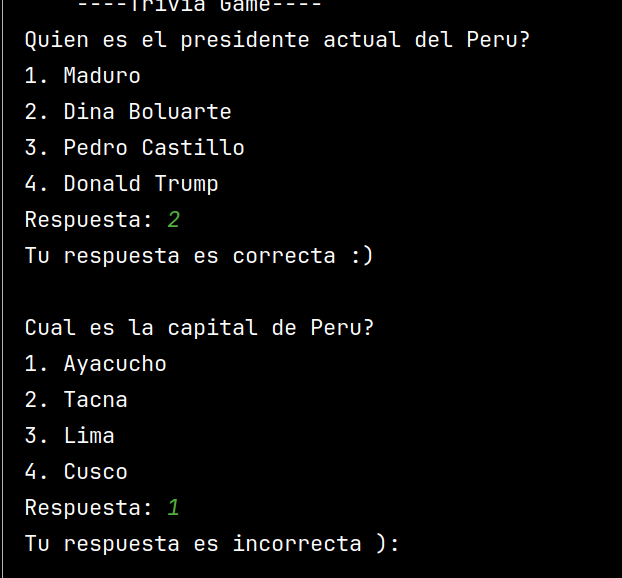 ----Trivia Game----
Quien es el presidente actual del Peru?
1. Maduro
2. Dina Boluarte
3. Pedro Castillo
4. Donald Trump
Respuesta: 2
Tu respuesta es correcta :)
Cual es la capital de Peru?
1. Ayacucho
2. Tacna
3. Lima
4. Cusco
Respuesta: 1
Tu respuesta es incorrecta ):